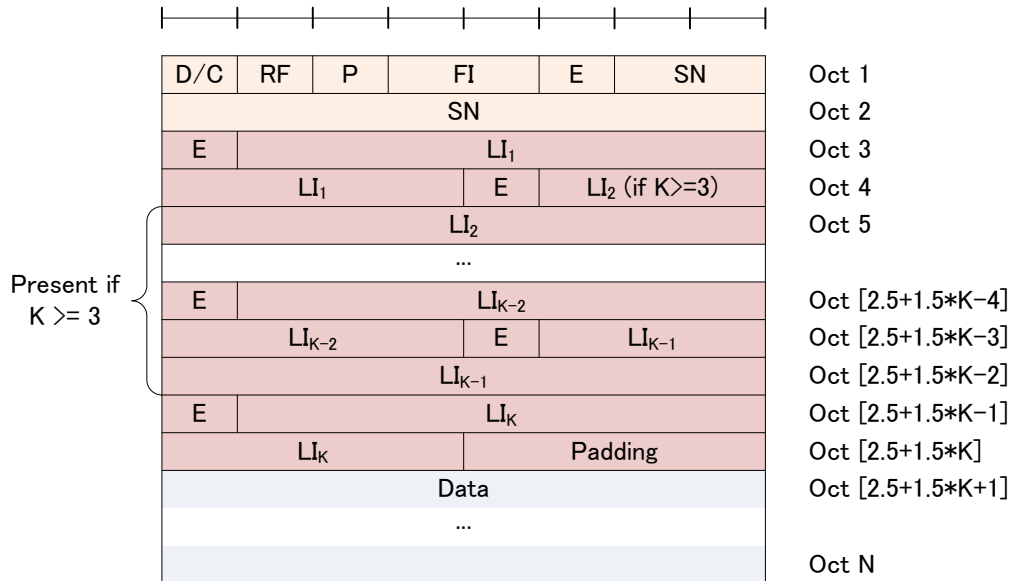 D/C RF P FI E SN Oct 1
SN Oct 2
E LI₁ Oct 3
LI₁ E LI₂ (if K>=3) Oct 4
LI₂ Oct 5
...
Present if
K >= 3
E LIₖ₋₂ Oct [2.5+1.5*K-4]
LIₖ₋₂ E LIₖ₋₁ Oct [2.5+1.5*K-3]
LIₖ₋₁ Oct [2.5+1.5*K-2]
E LIₖ Oct [2.5+1.5*K-1]
LIₖ Padding Oct [2.5+1.5*K]
Data Oct [2.5+1.5*K+1]
...
Oct N